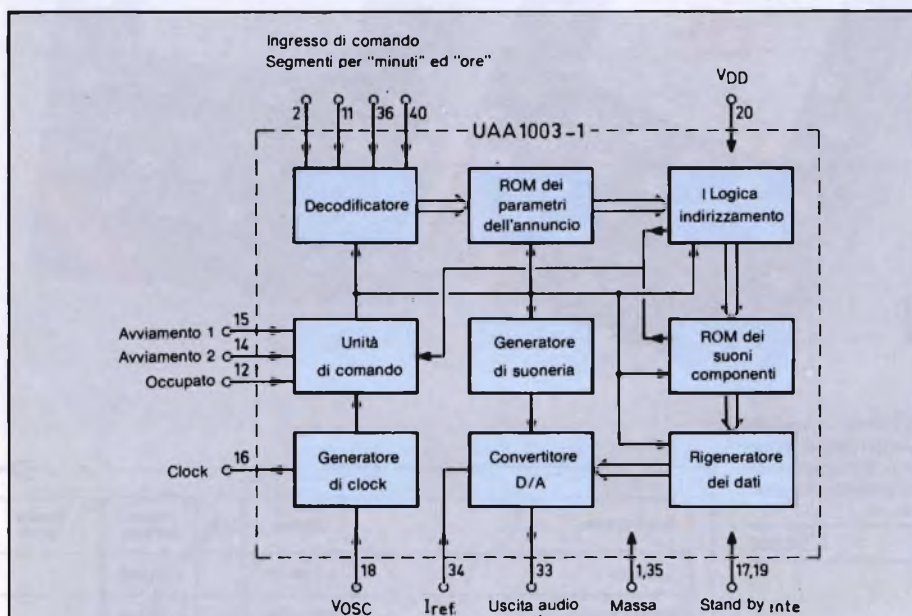 Ingresso di comando
Segmenti per "minuti" ed "ore"
VDD
2 11 36 40 20
UAA1003-1
Decodificatore
ROM dei
parametri
dell'annuncio
I Logica
indirizzamento
Avviamento 1 15
Avviamento 2 14
Occupato 12
Unità
di comando
Generatore
di suoneria
ROM dei
suoni
componenti
Clock 16
Generatore
di clock
Convertitore
D/A
Rigeneratore
dei dati
18 34 33 1,35 17,19
VOSC Iref. Uscita audio Massa Stand by inte